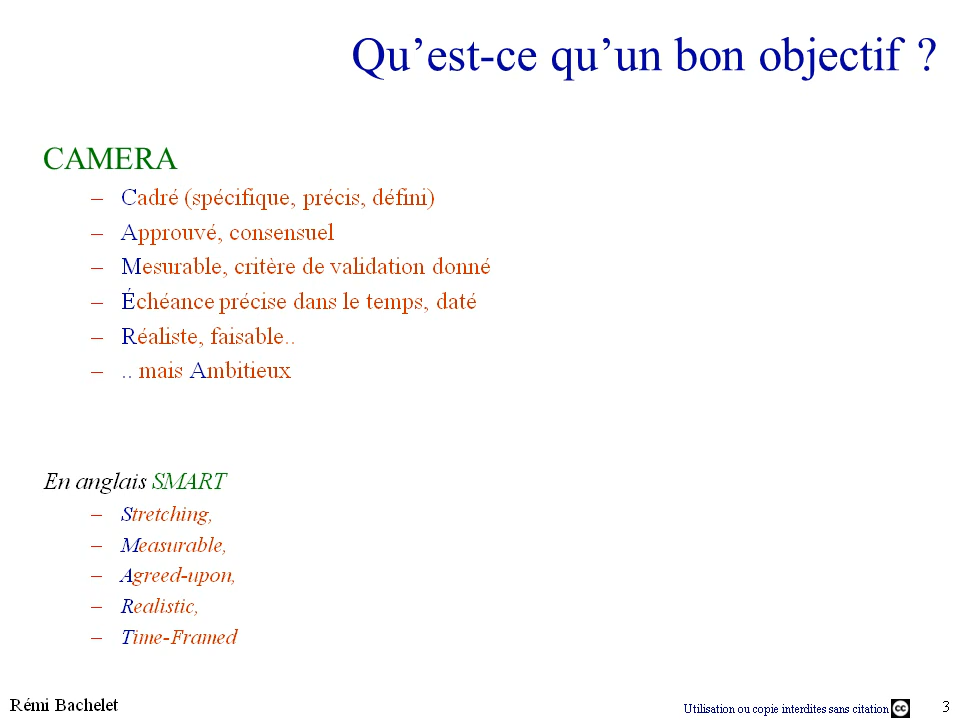 Qu’est-ce qu’un bon objectif ?
CAMERA
– Cadré (spécifique, précis, défini)
– Approuvé, consensuel
– Mesurable, critère de validation donné
– Échéance précise dans le temps, daté
– Réaliste, faisable..
– .. mais Ambitieux
En anglais SMART
– Stretching,
– Measurable,
– Agreed-upon,
– Realistic,
– Time-Framed
Rémi Bachelet
Utilisation ou copie interdites sans citation cc
3